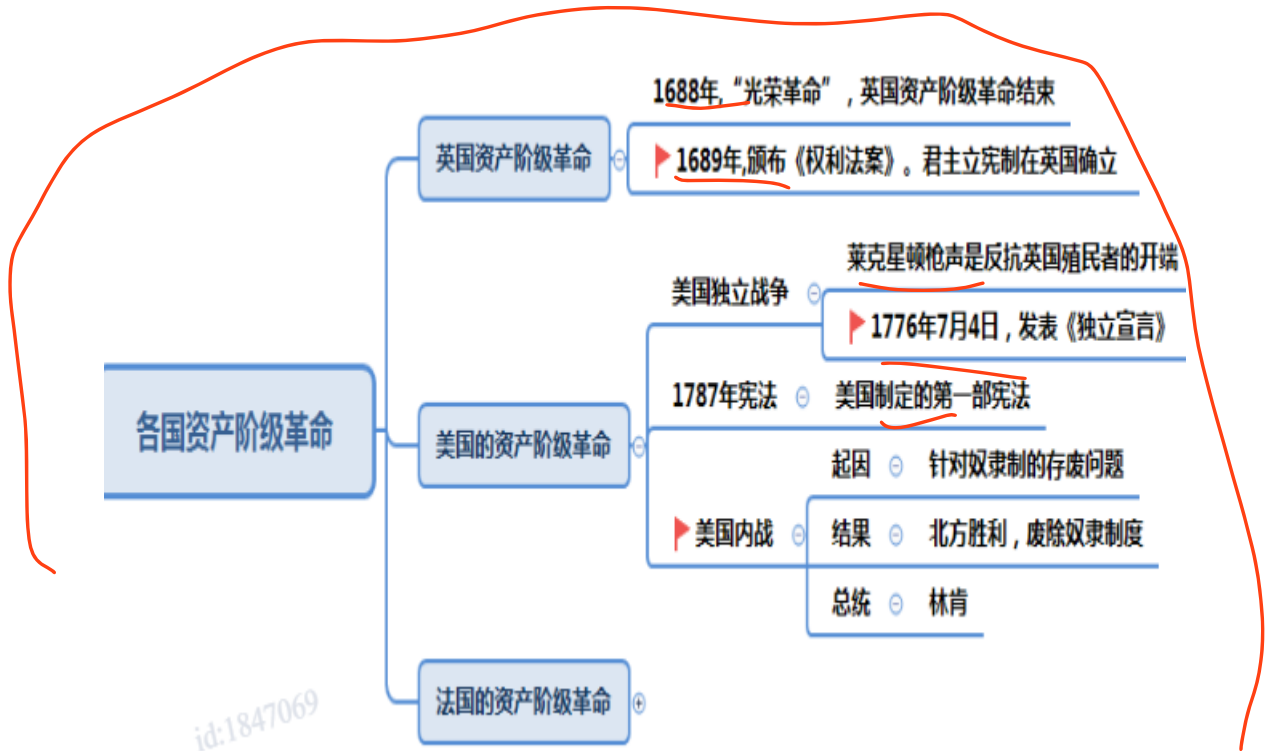 1688年,“光荣革命”，英国资产阶级革命结束
英国资产阶级革命
1689年,颁布《权利法案》。君主立宪制在英国确立
莱克星顿枪声是反抗英国殖民者的开端
美国独立战争
1776年7月4日，发表《独立宣言》
1787年宪法 美国制定的第一部宪法
各国资产阶级革命
美国的资产阶级革命
起因 针对奴隶制的存废问题
美国内战 结果 北方胜利，废除奴隶制度
总统 林肯
法国的资产阶级革命
id:1847069